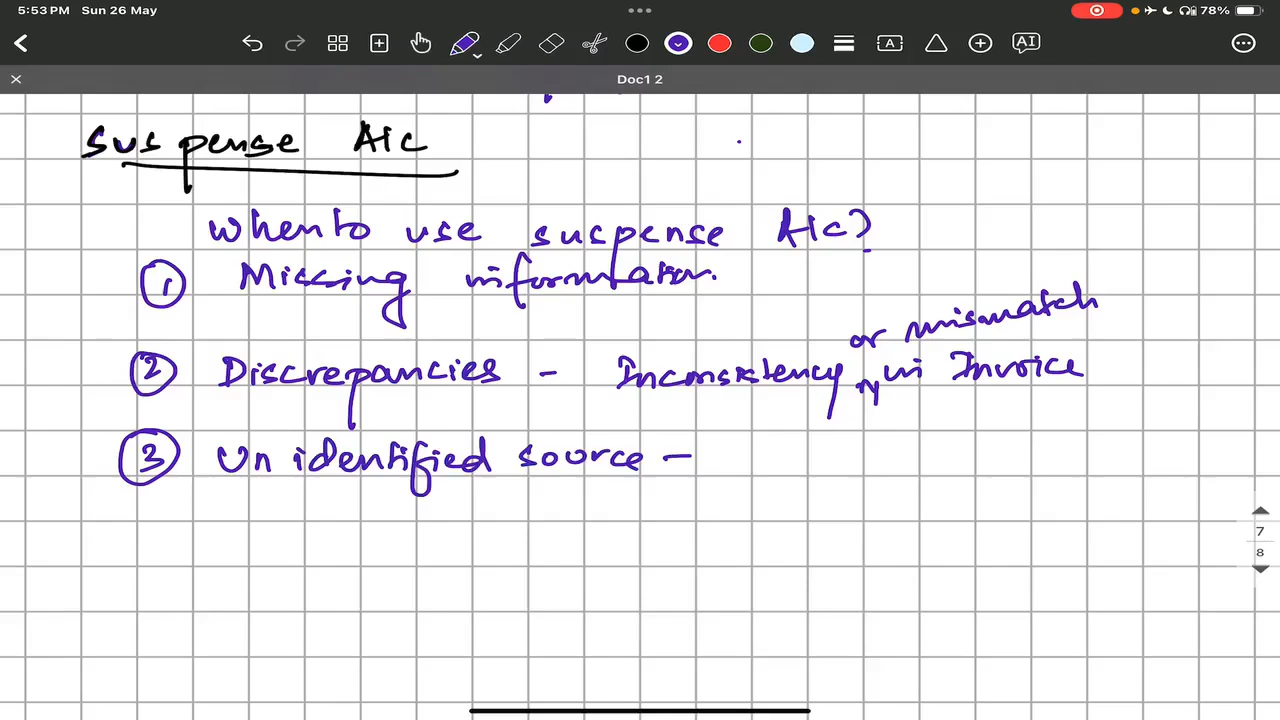 5:53 PM Sun 26 May
78%
A
AI
Doc1 2
Suspense A/c
When to use suspense A/c?
① Missing information.
② Discrepancies - Inconsistency or mismatch in Invoice
③ Unidentified source -
7
8